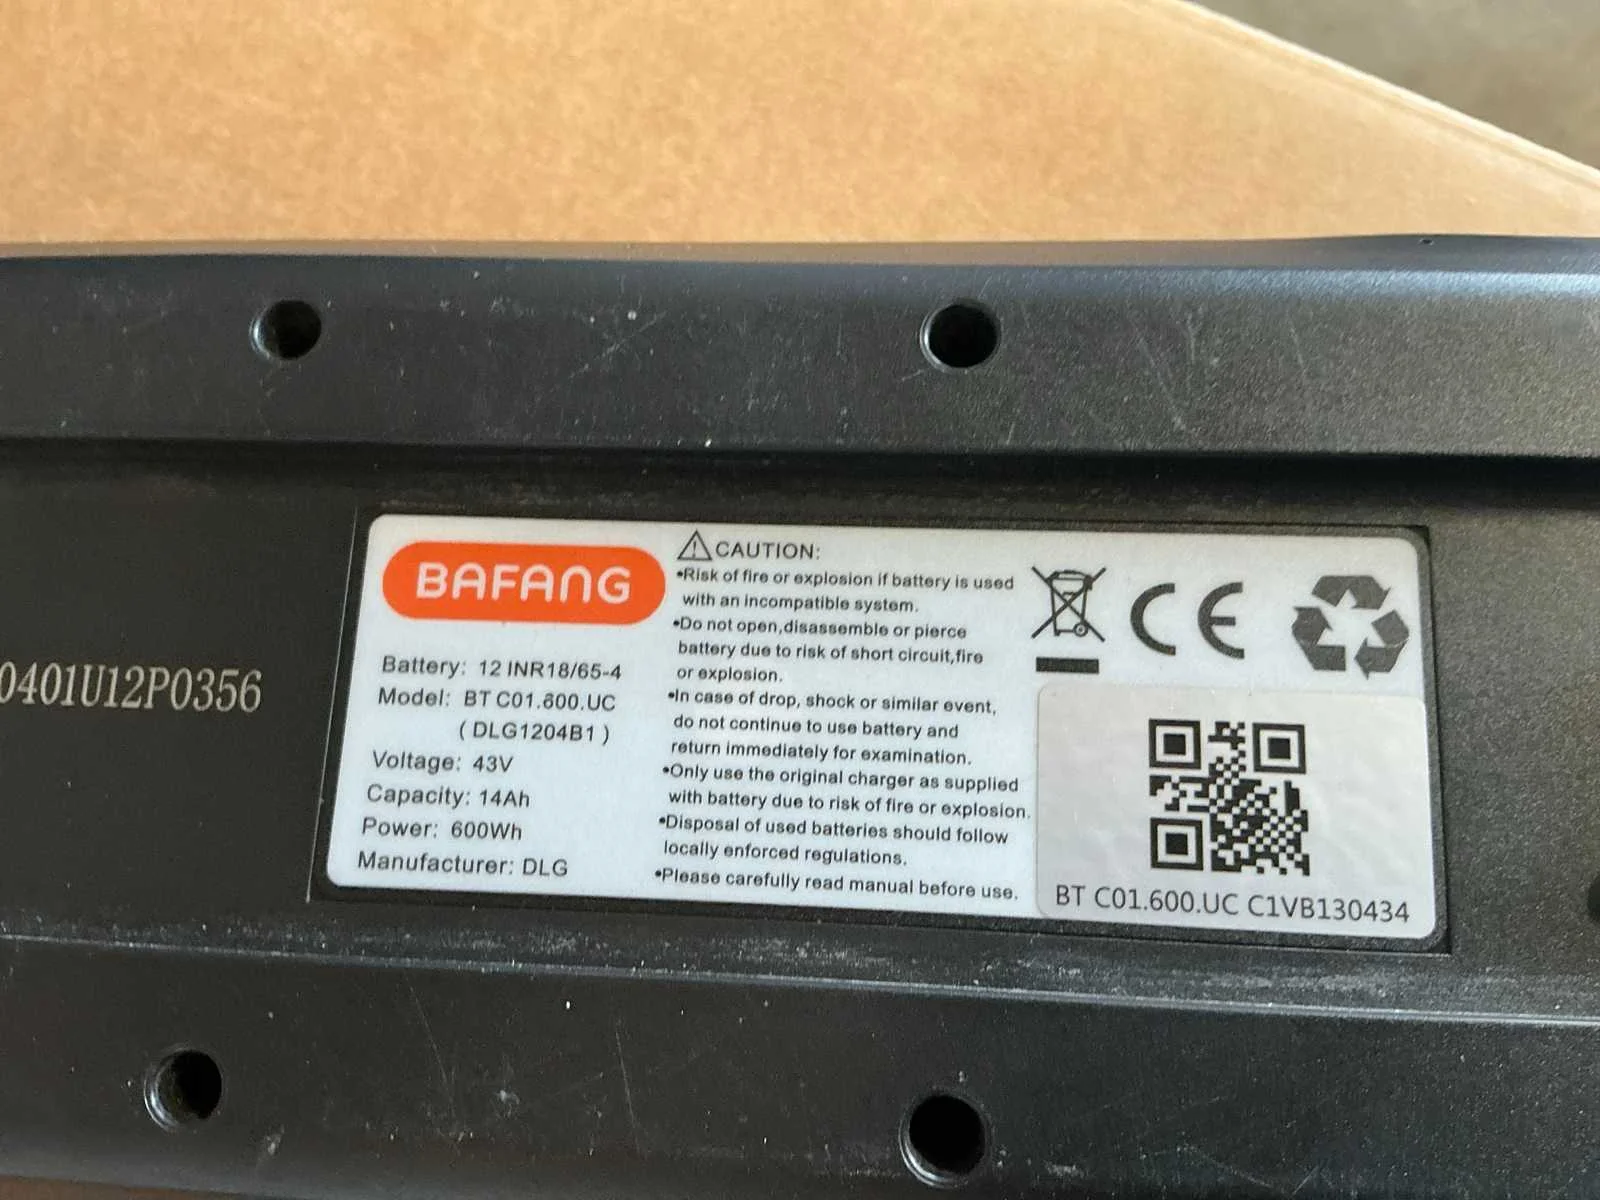 0401U12P0356
BAFANG
Battery: 12 INR18/65-4
Model: BT C01.600.UC
( DLG1204B1 )
Voltage: 43V
Capacity: 14Ah
Power: 600Wh
Manufacturer: DLG
CAUTION:
•Risk of fire or explosion if battery is used
with an incompatible system.
•Do not open,disassemble or pierce
battery due to risk of short circuit,fire
or explosion.
•In case of drop, shock or similar event,
do not continue to use battery and
return immediately for examination.
•Only use the original charger as supplied
with battery due to risk of fire or explosion.
•Disposal of used batteries should follow
locally enforced regulations.
•Please carefully read manual before use.
CE
BT C01.600.UC C1VB130434